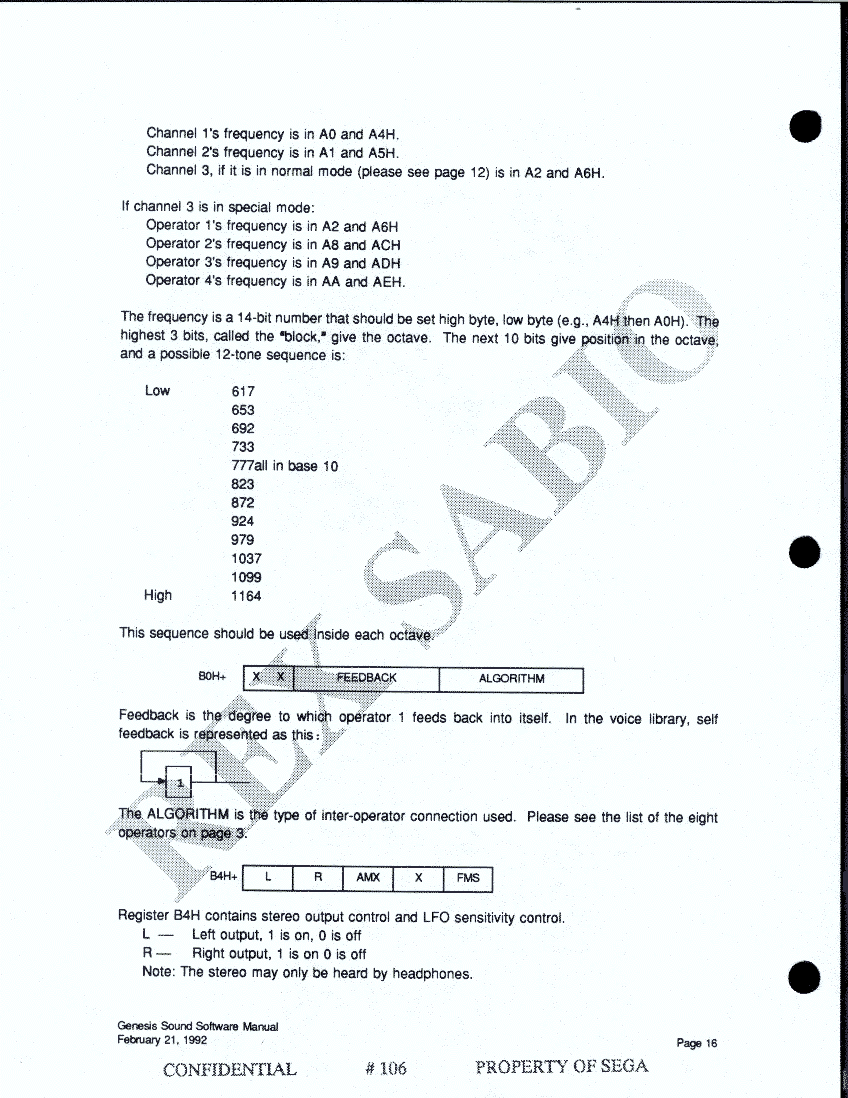 Channel 1's frequency is in A0 and A4H.
Channel 2's frequency is in A1 and A5H.
Channel 3, if it is in normal mode (please see page 12) is in A2 and A6H.
If channel 3 is in special mode:
Operator 1's frequency is in A2 and A6H
Operator 2's frequency is in A8 and ACH
Operator 3's frequency is in A9 and ADH
Operator 4's frequency is in AA and AEH.
The frequency is a 14-bit number that should be set high byte, low byte (e.g., A4H then A0H). The
highest 3 bits, called the "block," give the octave. The next 10 bits give position in the octave,
and a possible 12-tone sequence is:
Low 617
653
692
733
777all in base 10
823
872
924
979
1037
1099
High 1164
This sequence should be used inside each octave.
B0H+ X X FEEDBACK ALGORITHM
Feedback is the degree to which operator 1 feeds back into itself. In the voice library, self
feedback is represented as this:
1
The ALGORITHM is the type of inter-operator connection used. Please see the list of the eight
operators on page 3.
B4H+ L R AMX X FMS
Register B4H contains stereo output control and LFO sensitivity control.
L — Left output, 1 is on, 0 is off
R — Right output, 1 is on 0 is off
Note: The stereo may only be heard by headphones.
Genesis Sound Software Manual
February 21, 1992
Page 16
CONFIDENTIAL # 106 PROPERTY OF SEGA
REX SABIO